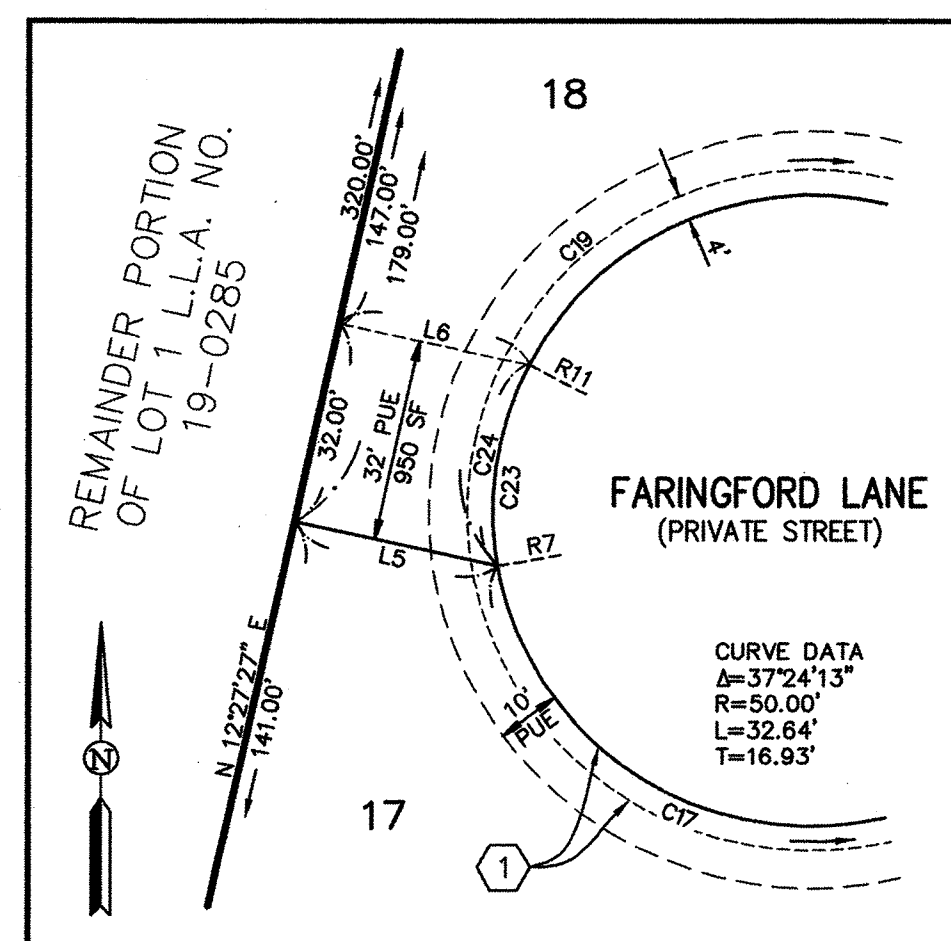 18
REMAINDER PORTION
OF LOT 1 L.L.A. NO.
19-0285
320.00'
147.00'
179.00'
C19
4'
L6
R11
32.00'
32' PUE
950 SF
C24
C23
FARINGFORD LANE
(PRIVATE STREET)
L5
R7
N 12°27'27" E
141.00'
CURVE DATA
Δ=37°24'13"
R=50.00'
L=32.64'
T=16.93'
10'
PUE
N
17
C17
1